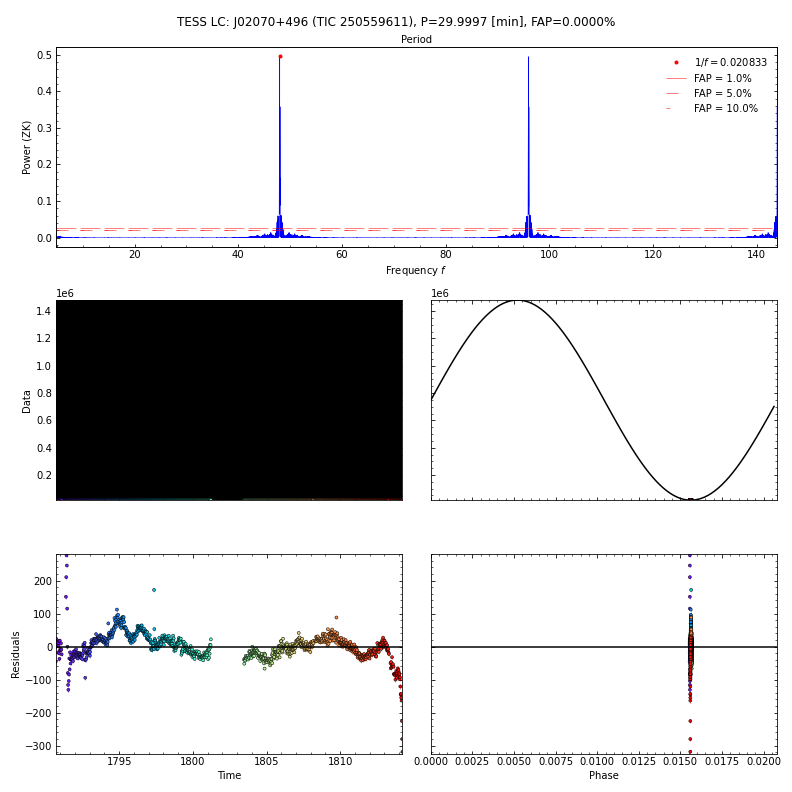 TESS LC: J02070+496 (TIC 250559611), P=29.9997 [min], FAP=0.0000%
Period
Power (ZK)
0.5
0.4
0.3
0.2
0.1
0.0
1/f = 0.020833
FAP = 1.0%
FAP = 5.0%
FAP = 10.0%
20 40 60 80 100 120 140
Frequency f
1e6
1e6
Data
1.4
1.2
1.0
0.8
0.6
0.4
0.2
Residuals
200
100
0
−100
−200
−300
1795 1800 1805 1810
Time
0.0000 0.0025 0.0050 0.0075 0.0100 0.0125 0.0150 0.0175 0.0200
Phase